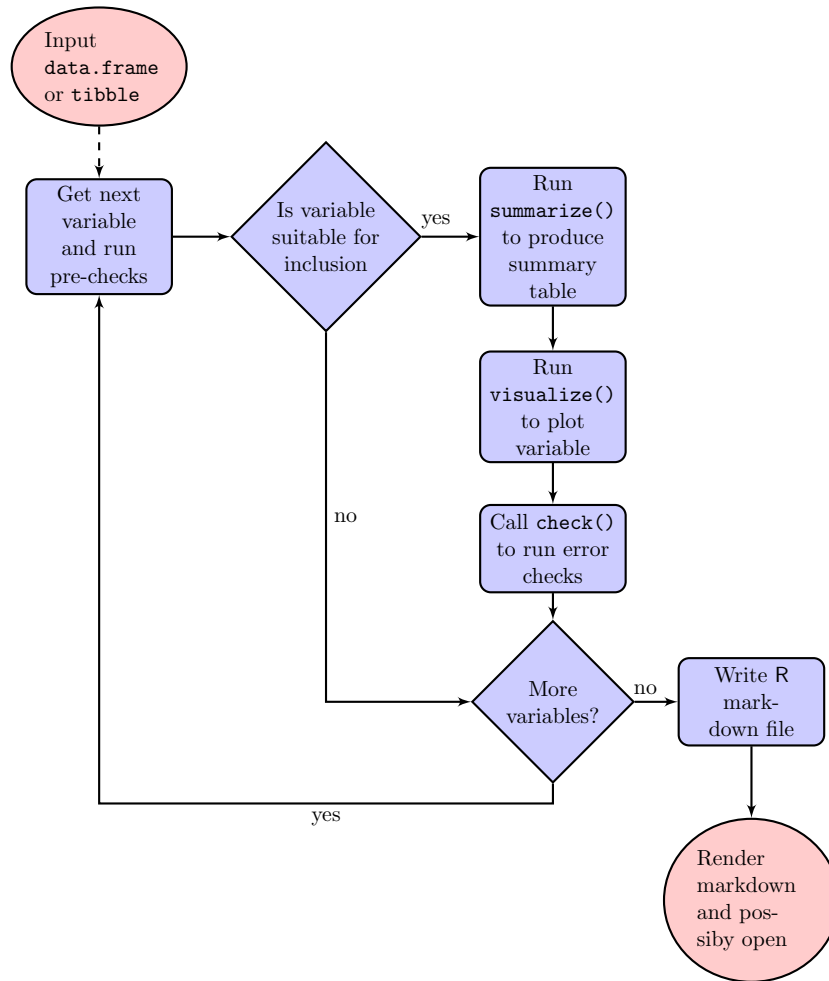 Input
data.frame
or tibble
Get next
variable
and run
pre-checks
Is variable
suitable for
inclusion
yes
Run
summarize()
to produce
summary
table
Run
visualize()
to plot
variable
no
Call check()
to run error
checks
More
variables?
no
Write R
mark-
down file
yes
Render
markdown
and pos-
siby open